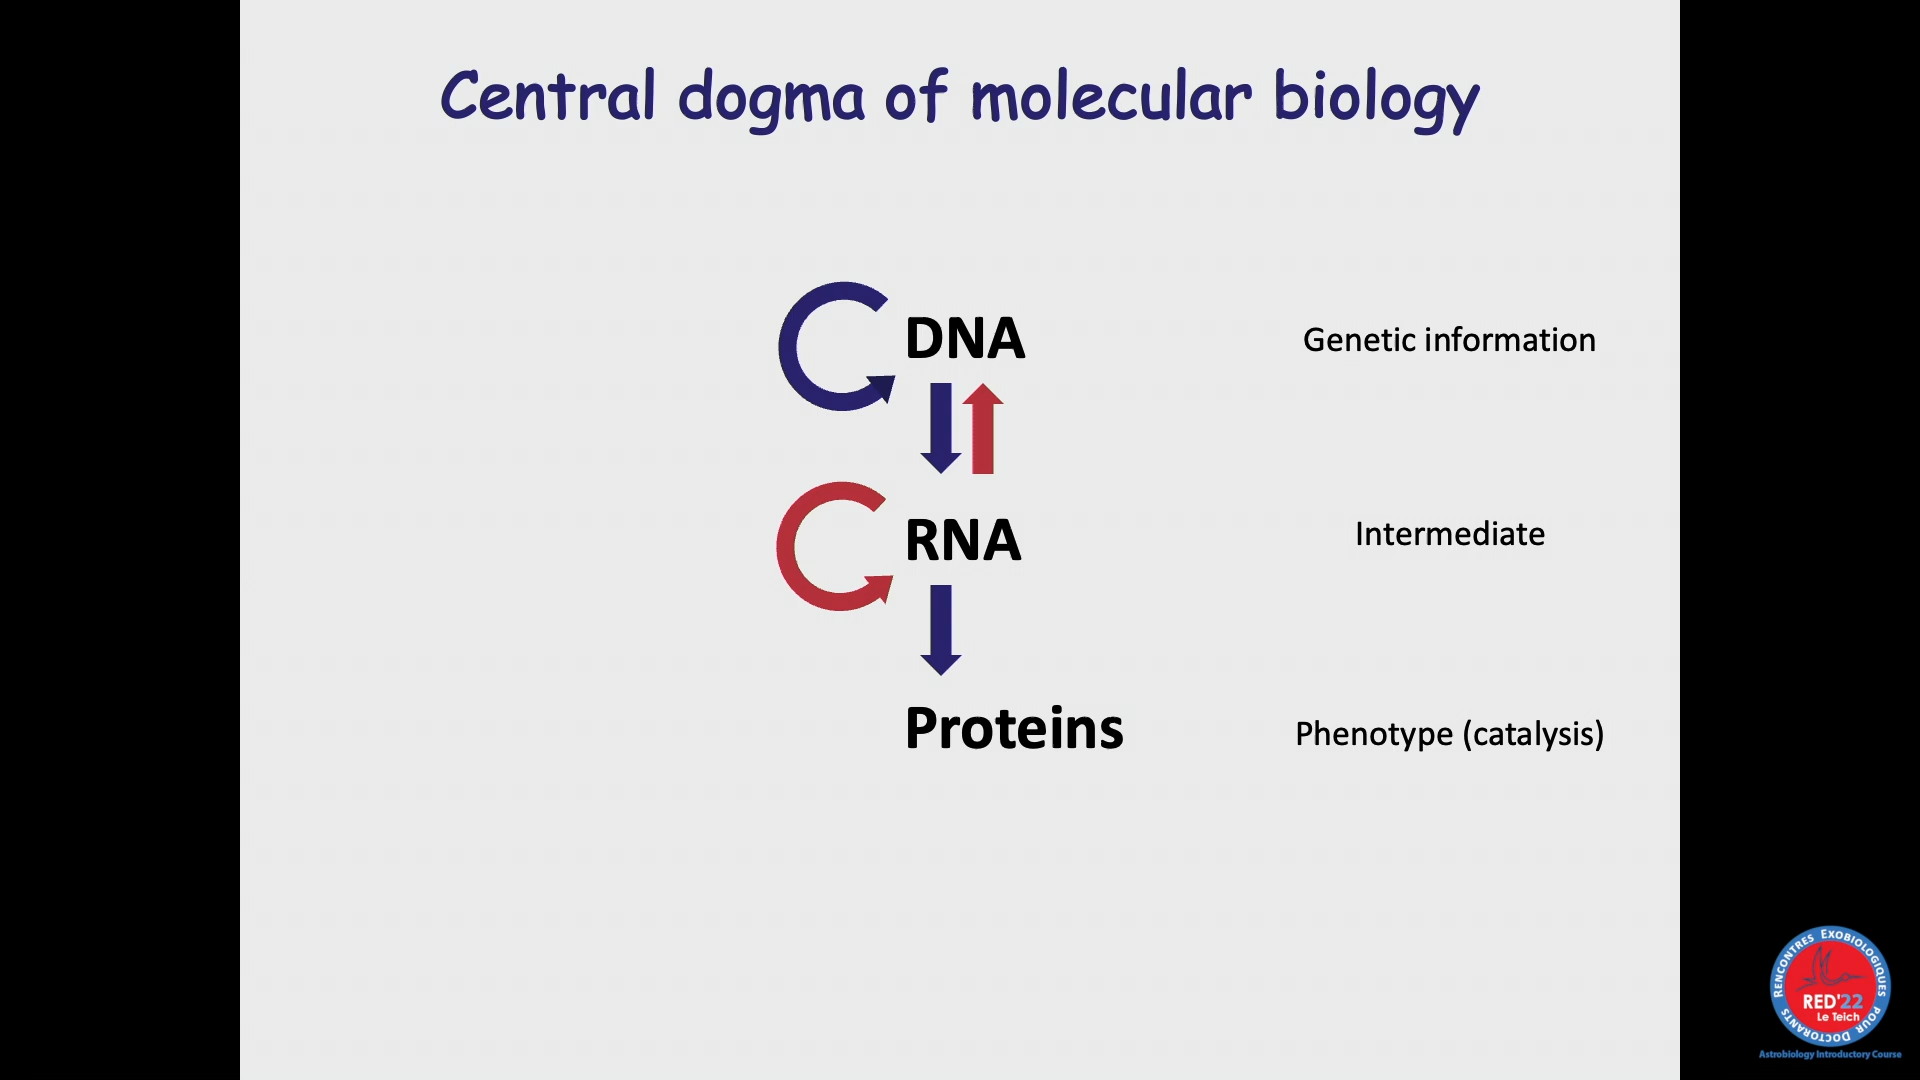 Central dogma of molecular biology
DNA
Genetic information
RNA
Intermediate
Proteins
Phenotype (catalysis)
RENCONTRES EXOBIOLOGIQUES POUR DOCTORANTS
RED'22
Le Teich
Astrobiology Introductory Course